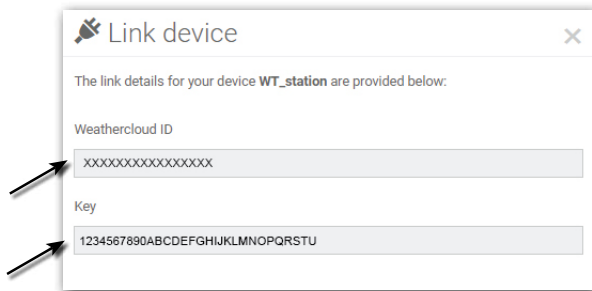 Link device
The link details for your device WT_station are provided below:
Weathercloud ID
XXXXXXXXXXXXXXXX
Key
1234567890ABCDEFGHIJKLMNOPQRSTU